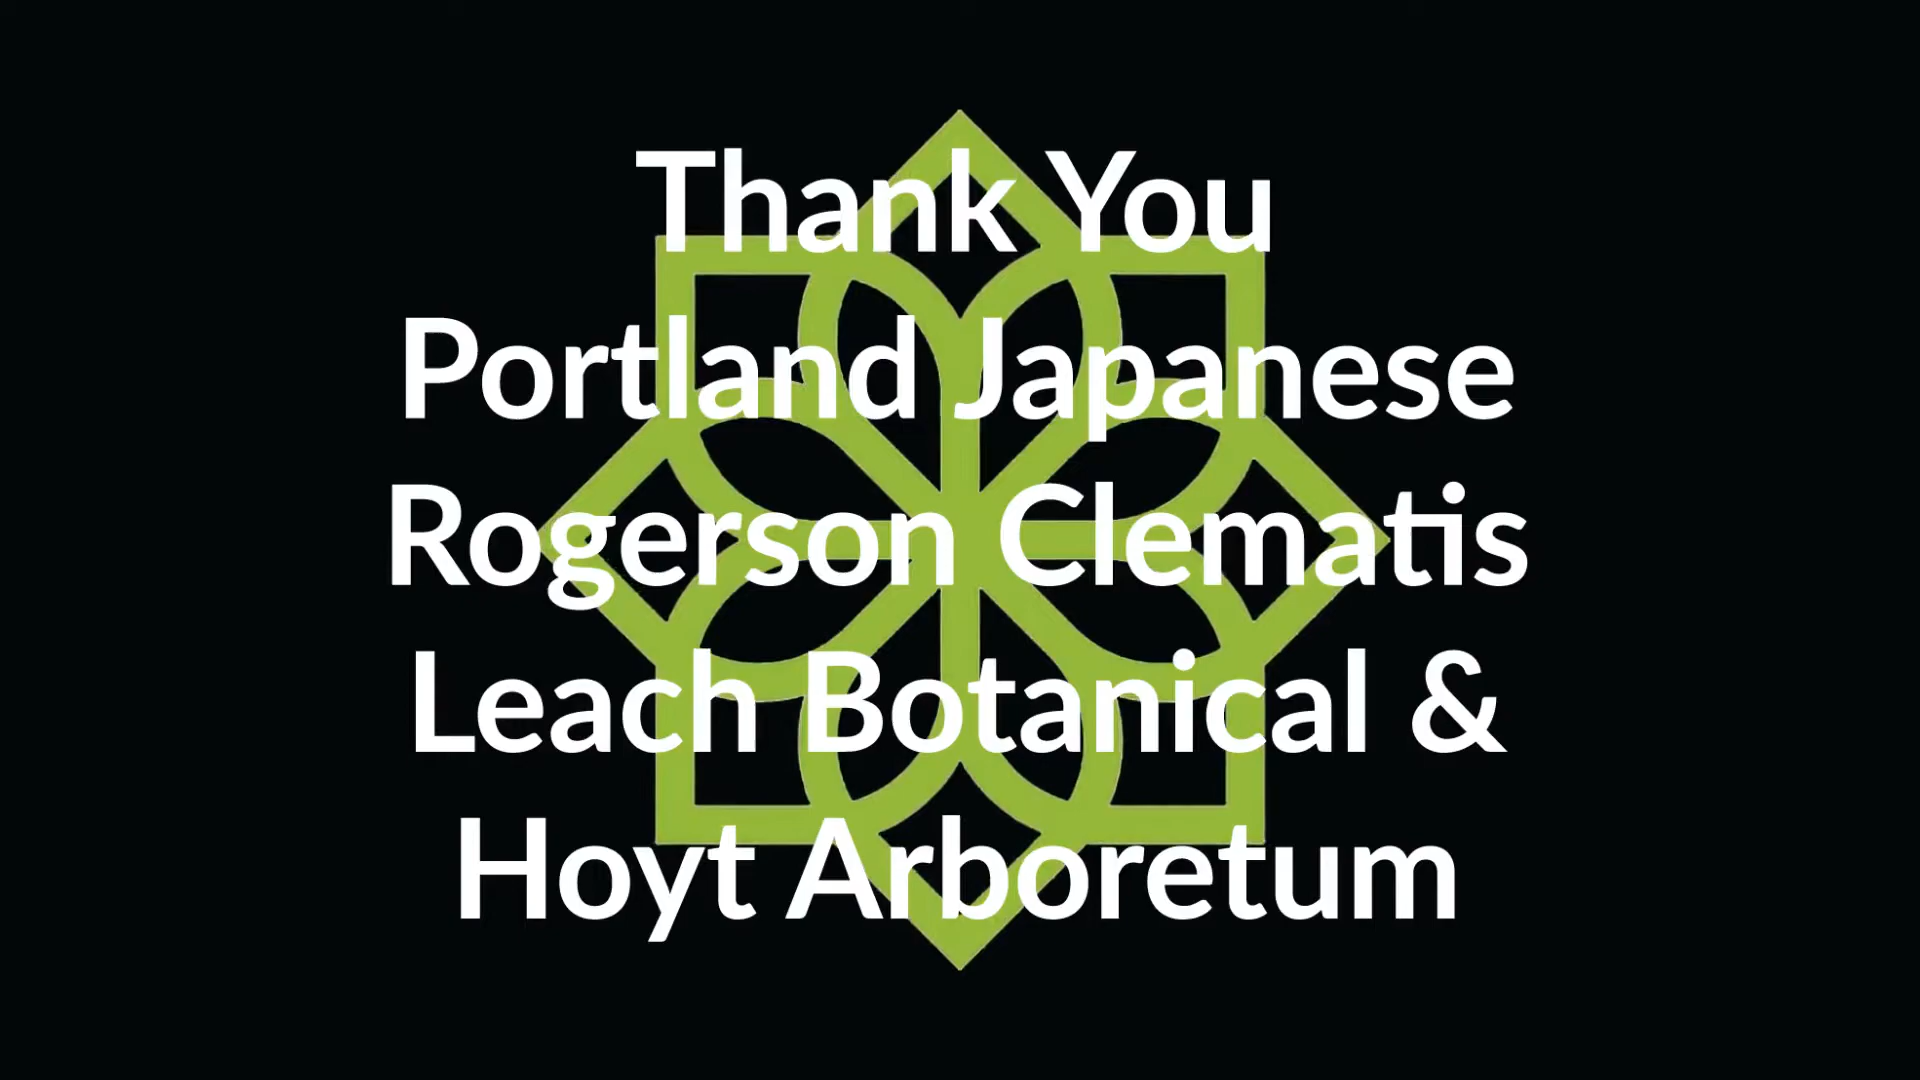 Thank You
Portland Japanese
Rogerson Clematis
Leach Botanical &
Hoyt Arboretum